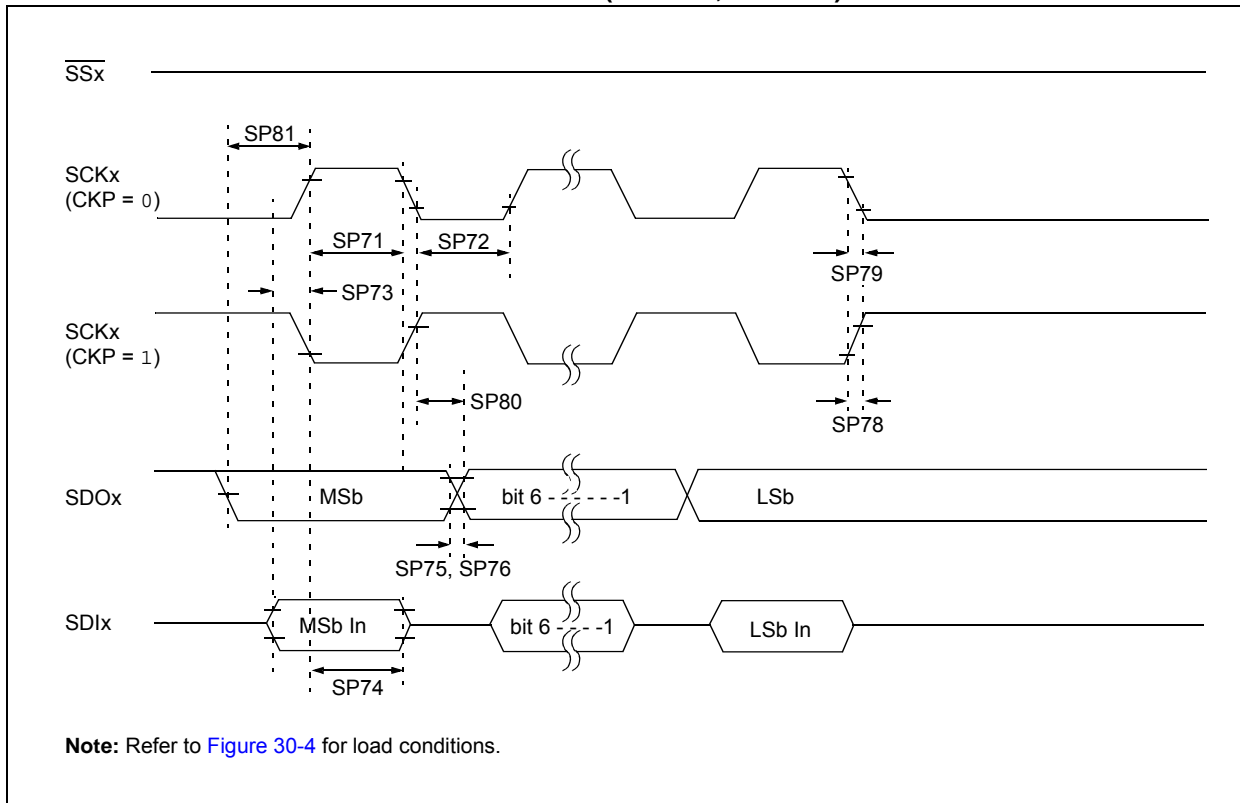 SSx
SP81
SCKx
(CKP = 0)
SP71
SP72
SP79
SP73
SCKx
(CKP = 1)
SP80
SP78
SDOx
MSb
bit 6 - - - - - -1
LSb
SP75, SP76
SDIx
MSb In
bit 6 - - - -1
LSb In
SP74
Note: Refer to Figure 30-4 for load conditions.